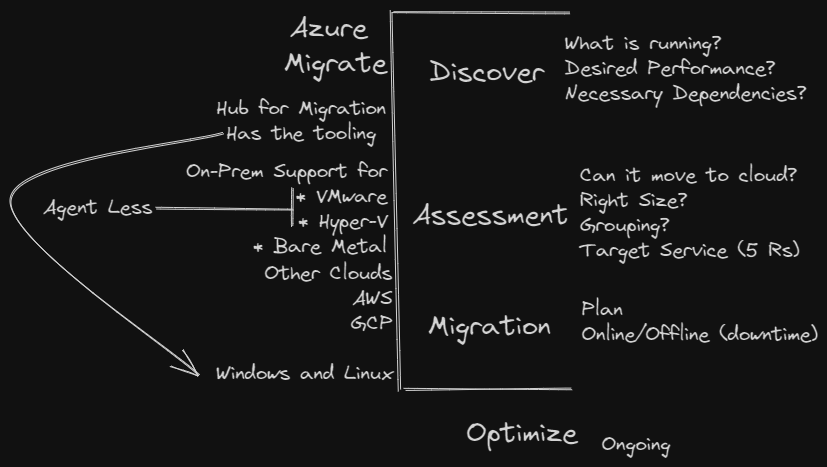 Azure
Migrate
Hub for Migration
Has the tooling
On-Prem Support for
* VMware
* Hyper-V
* Bare Metal
Other Clouds
AWS
GCP
Windows and Linux
Agent Less
Discover
What is running?
Desired Performance?
Necessary Dependencies?
Assessment
Can it move to cloud?
Right Size?
Grouping?
Target Service (5 Rs)
Migration
Plan
Online/Offline (downtime)
Optimize
Ongoing